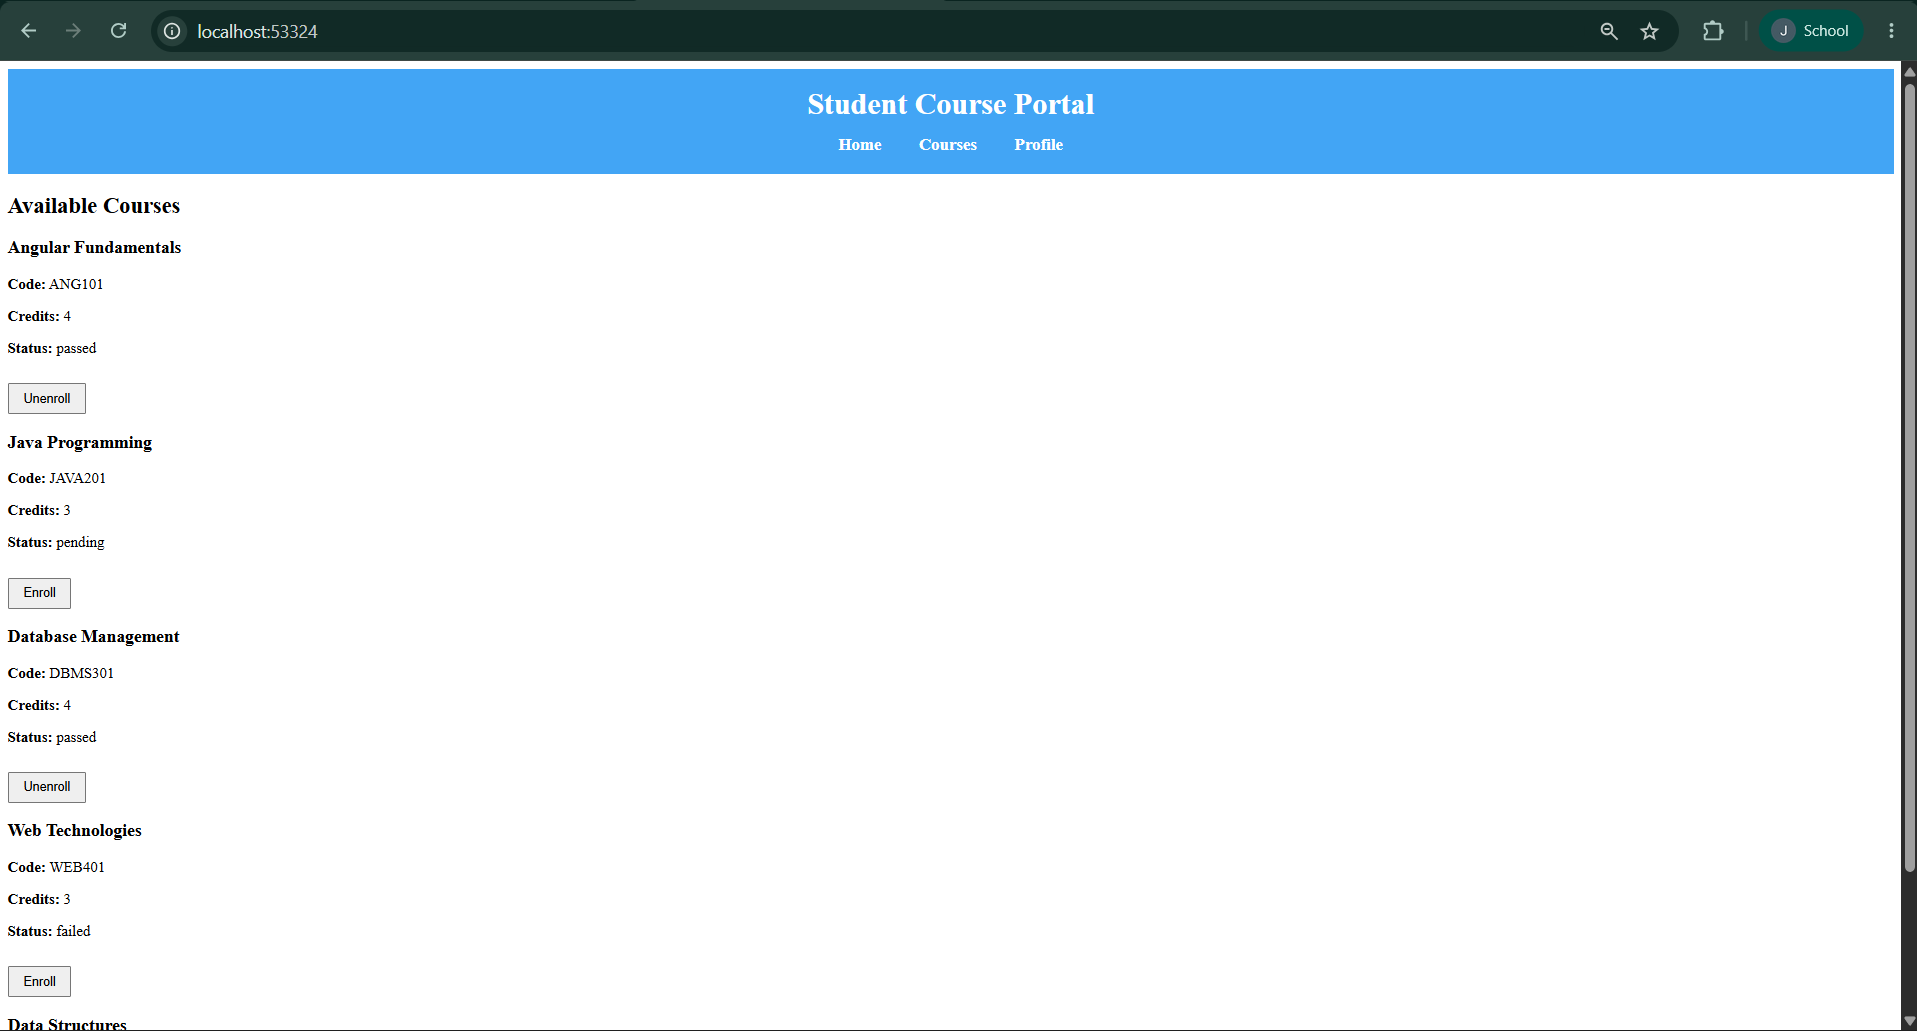 localhost:53324
J School
Student Course Portal
Home Courses Profile
Available Courses
Angular Fundamentals
Code: ANG101
Credits: 4
Status: passed
Unenroll
Java Programming
Code: JAVA201
Credits: 3
Status: pending
Enroll
Database Management
Code: DBMS301
Credits: 4
Status: passed
Unenroll
Web Technologies
Code: WEB401
Credits: 3
Status: failed
Enroll
Data Structures